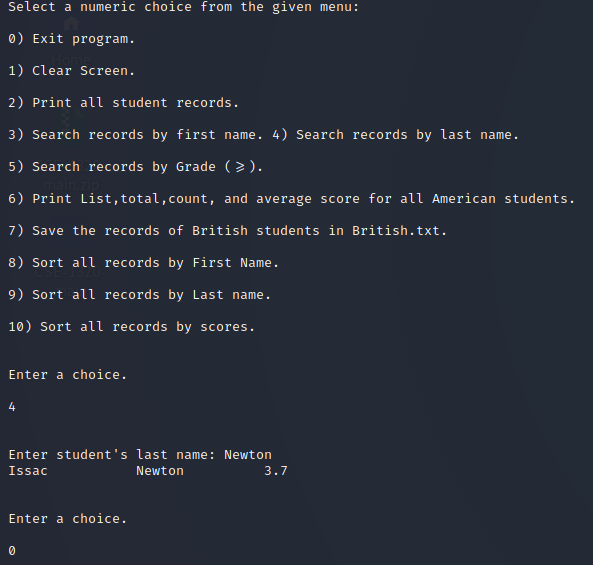 Select a numeric choice from the given menu:
0) Exit program.
1) Clear Screen.
2) Print all student records.
3) Search records by first name. 4) Search records by last name.
5) Search records by Grade (⩾).
6) Print List,total,count, and average score for all American students.
7) Save the records of British students in British.txt.
8) Sort all records by First Name.
9) Sort all records by Last name.
10) Sort all records by scores.
Enter a choice.
4
Enter student's last name: Newton
Issac Newton 3.7
Enter a choice.
0